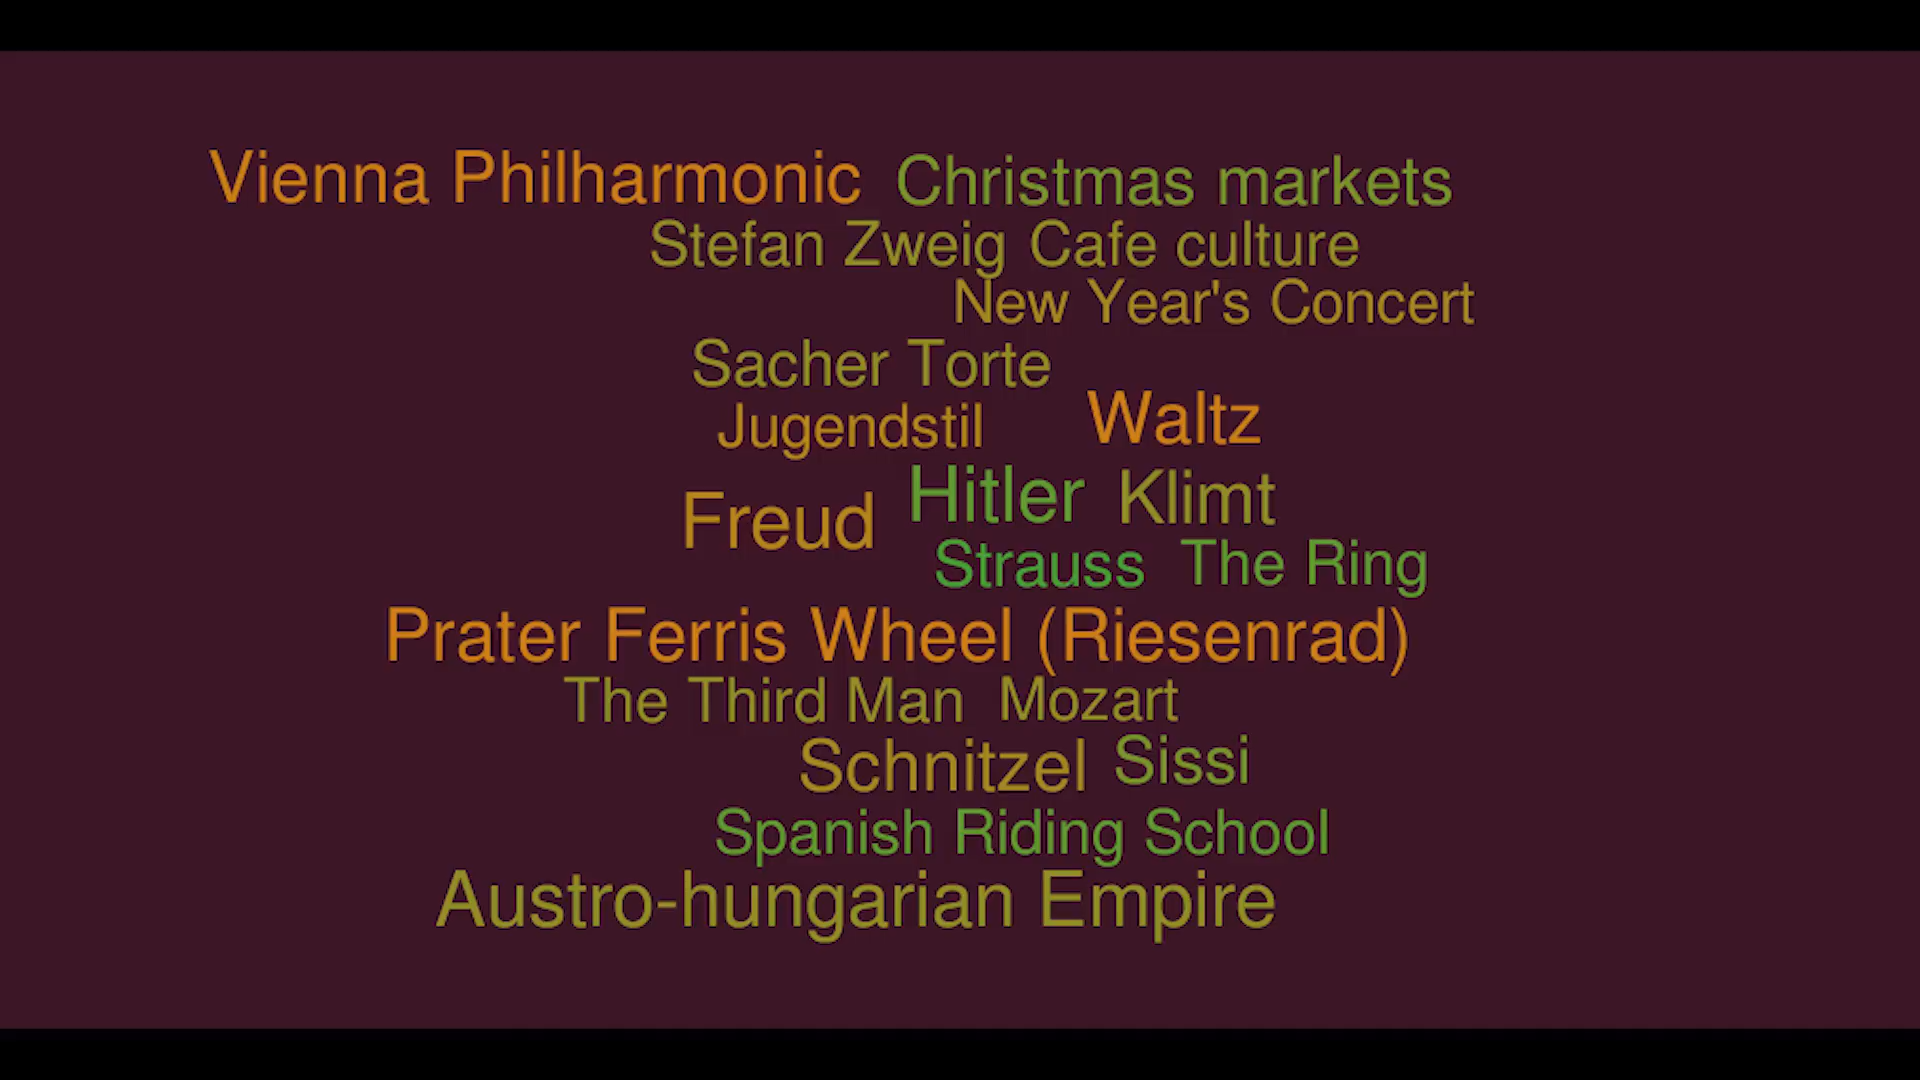 Vienna Philharmonic Christmas markets
Stefan Zweig Cafe culture
New Year's Concert
Sacher Torte
Jugendstil Waltz
Freud Hitler Klimt
Strauss The Ring
Prater Ferris Wheel (Riesenrad)
The Third Man Mozart
Schnitzel Sissi
Spanish Riding School
Austro-hungarian Empire